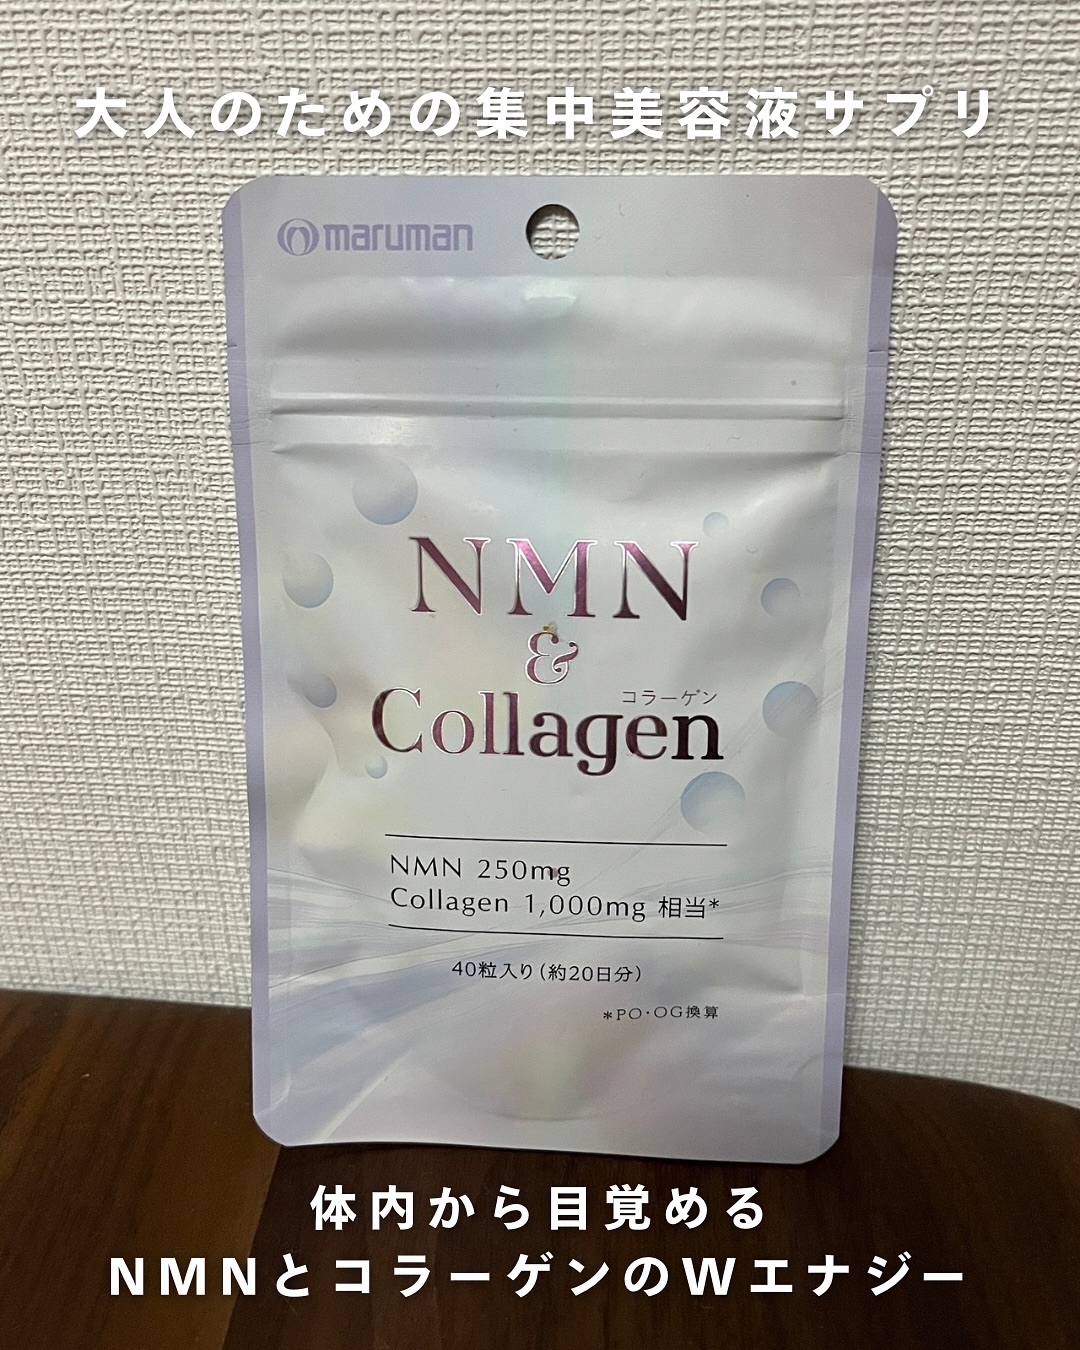 大人のための集中美容液サプリ
maruman
NMN
&
コラーゲン
Collagen
NMN 250mg
Collagen 1,000mg 相当*
40粒入り(約20日分)
*PO・OG換算
体内から目覚める
NMNとコラーゲンのWエナジー